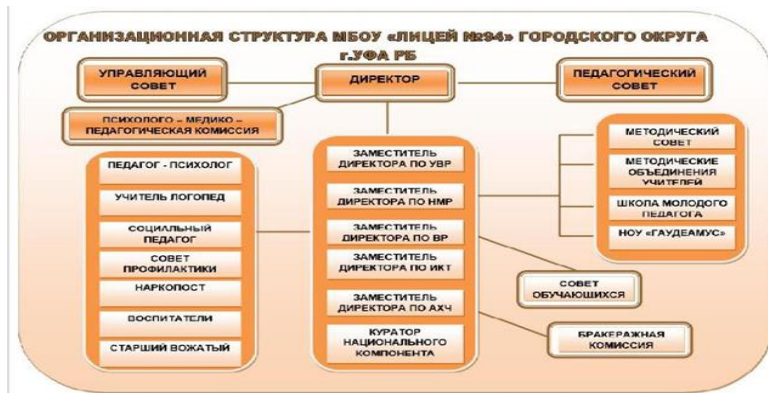 ОРГАНИЗАЦИОННАЯ СТРУКТУРА МБОУ «ЛИЦЕЙ №94» ГОРОДСКОГО ОКРУГА
г.УФА РБ
УПРАВЛЯЮЩИЙ
СОВЕТ
ДИРЕКТОР
ПЕДАГОГИЧЕСКИЙ
СОВЕТ
ПСИХОЛОГО – МЕДИКО –
ПЕДАГОГИЧЕСКАЯ КОМИССИЯ
ПЕДАГОГ - ПСИХОЛОГ
УЧИТЕЛЬ ЛОГОПЕД
СОЦИАЛЬНЫЙ
ПЕДАГОГ
СОВЕТ
ПРОФИЛАКТИКИ
НАРКОПОСТ
ВОСПИТАТЕЛИ
СТАРШИЙ ВОЖАТЫЙ
ЗАМЕСТИТЕЛЬ
ДИРЕКТОРА ПО УВР
ЗАМЕСТИТЕЛЬ
ДИРЕКТОРА ПО НМР
ЗАМЕСТИТЕЛЬ
ДИРЕКТОРА ПО ВР
ЗАМЕСТИТЕЛЬ
ДИРЕКТОРА ПО ИКТ
ЗАМЕСТИТЕЛЬ
ДИРЕКТОРА ПО АХЧ
КУРАТОР
НАЦИОНАЛЬНОГО
КОМПОНЕНТА
МЕТОДИЧЕСКИЙ
СОВЕТ
МЕТОДИЧЕСКИЕ
ОБЪЕДИНЕНИЯ
УЧИТЕЛЕЙ
ШКОЛА МОЛОДОГО
ПЕДАГОГА
НОУ «ГАУДЕАМУС»
СОВЕТ
ОБУЧАЮЩИХСЯ
БРАКЕРАЖНАЯ
КОМИССИЯ